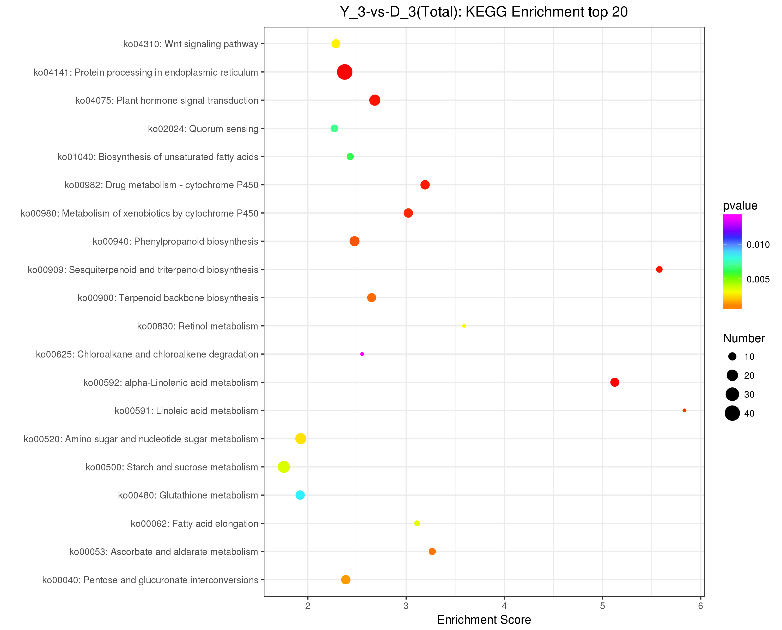 Y_3-vs-D_3(Total): KEGG Enrichment top 20
ko04310: Wnt signaling pathway
ko04141: Protein processing in endoplasmic reticulum
ko04075: Plant hormone signal transduction
ko02024: Quorum sensing
ko01040: Biosynthesis of unsaturated fatty acids
ko00982: Drug metabolism - cytochrome P450
ko00980: Metabolism of xenobiotics by cytochrome P450
ko00940: Phenylpropanoid biosynthesis
ko00909: Sesquiterpenoid and triterpenoid biosynthesis
ko00900: Terpenoid backbone biosynthesis
ko00830: Retinol metabolism
ko00625: Chloroalkane and chloroalkene degradation
ko00592: alpha-Linolenic acid metabolism
ko00591: Linoleic acid metabolism
ko00520: Amino sugar and nucleotide sugar metabolism
ko00500: Starch and sucrose metabolism
ko00480: Glutathione metabolism
ko00062: Fatty acid elongation
ko00053: Ascorbate and aldarate metabolism
ko00040: Pentose and glucuronate interconversions
2 3 4 5 6
Enrichment Score
pvalue
0.010
0.005
Number
10
20
30
40